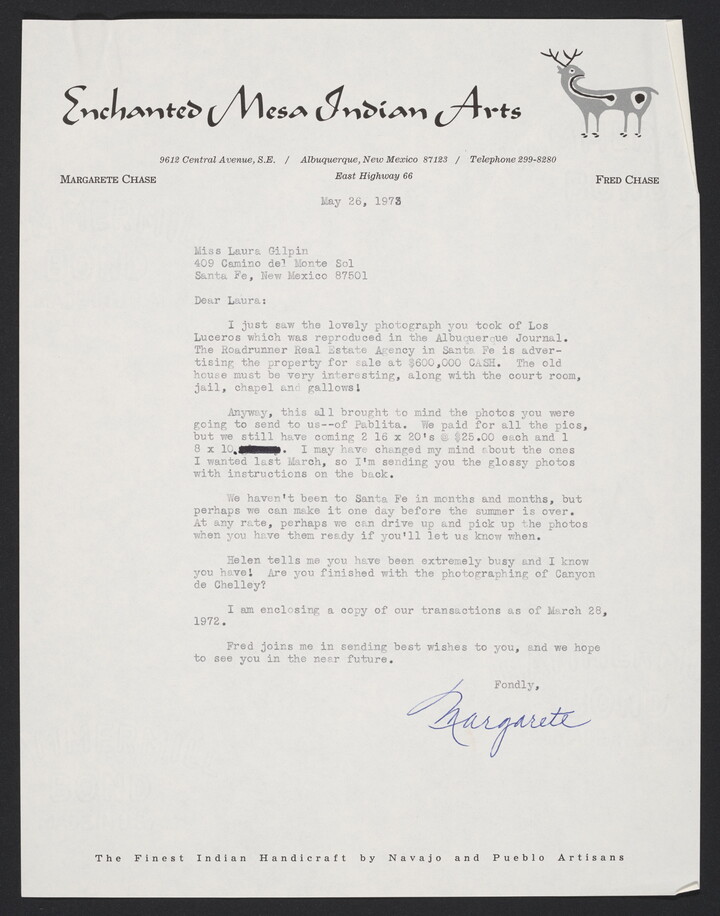 Enchanted Mesa Indian Arts
9612 Central Avenue, S.E. / Albuquerque, New Mexico 87123 / Telephone 299-8280
MARGARETE CHASE East Highway 66 FRED CHASE
May 26, 1973
Miss Laura Gilpin
409 Camino del Monte Sol
Santa Fe, New Mexico 87501
Dear Laura:
I just saw the lovely photograph you took of Los
Luceros which was reproduced in the Albuquerque Journal.
The Roadrunner Real Estate Agency in Santa Fe is adver-
tising the property for sale at $600,000 CASH. The old
house must be very interesting, along with the court room,
jail, chapel and gallows!
Anyway, this all brought to mind the photos you were
going to send to us--of Pablita. We paid for all the pics,
but we still have coming 2 16 x 20's @ $25.00 each and 1
8 x 10. I may have changed my mind about the ones
I wanted last March, so I'm sending you the glossy photos
with instructions on the back.
We haven't been to Santa Fe in months and months, but
perhaps we can make it one day before the summer is over.
At any rate, perhaps we can drive up and pick up the photos
when you have them ready if you'll let us know when.
Helen tells me you have been extremely busy and I know
you have! Are you finished with the photographing of Canyon
de Chelley?
I am enclosing a copy of our transactions as of March 28,
1972.
Fred joins me in sending best wishes to you, and we hope
to see you in the near future.
Fondly,
Margarete
The Finest Indian Handicraft by Navajo and Pueblo Artisans